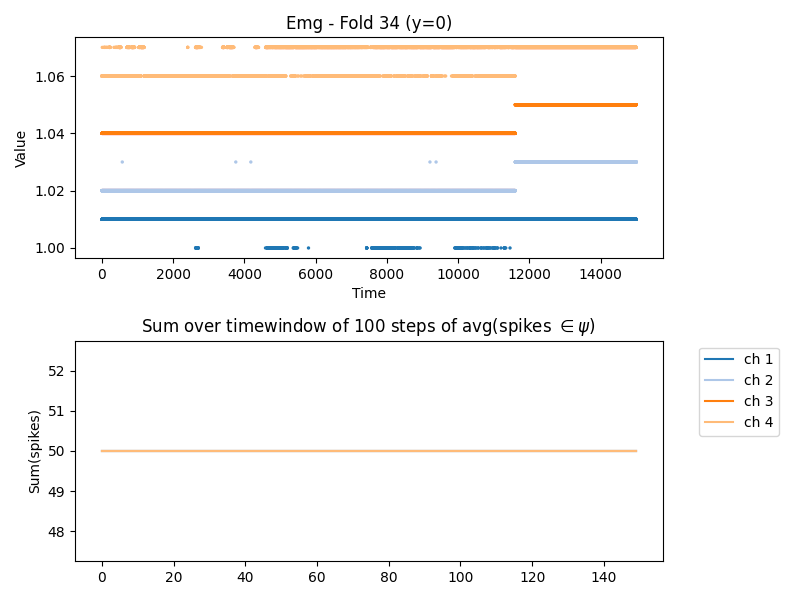 Emg - Fold 34 (y=0)
Value
1.06
1.04
1.02
1.00
0 2000 4000 6000 8000 10000 12000 14000
Time
Sum over timewindow of 100 steps of avg(spikes ∈ψ)
Sum(spikes)
52
51
50
49
48
0 20 40 60 80 100 120 140
ch 1
ch 2
ch 3
ch 4